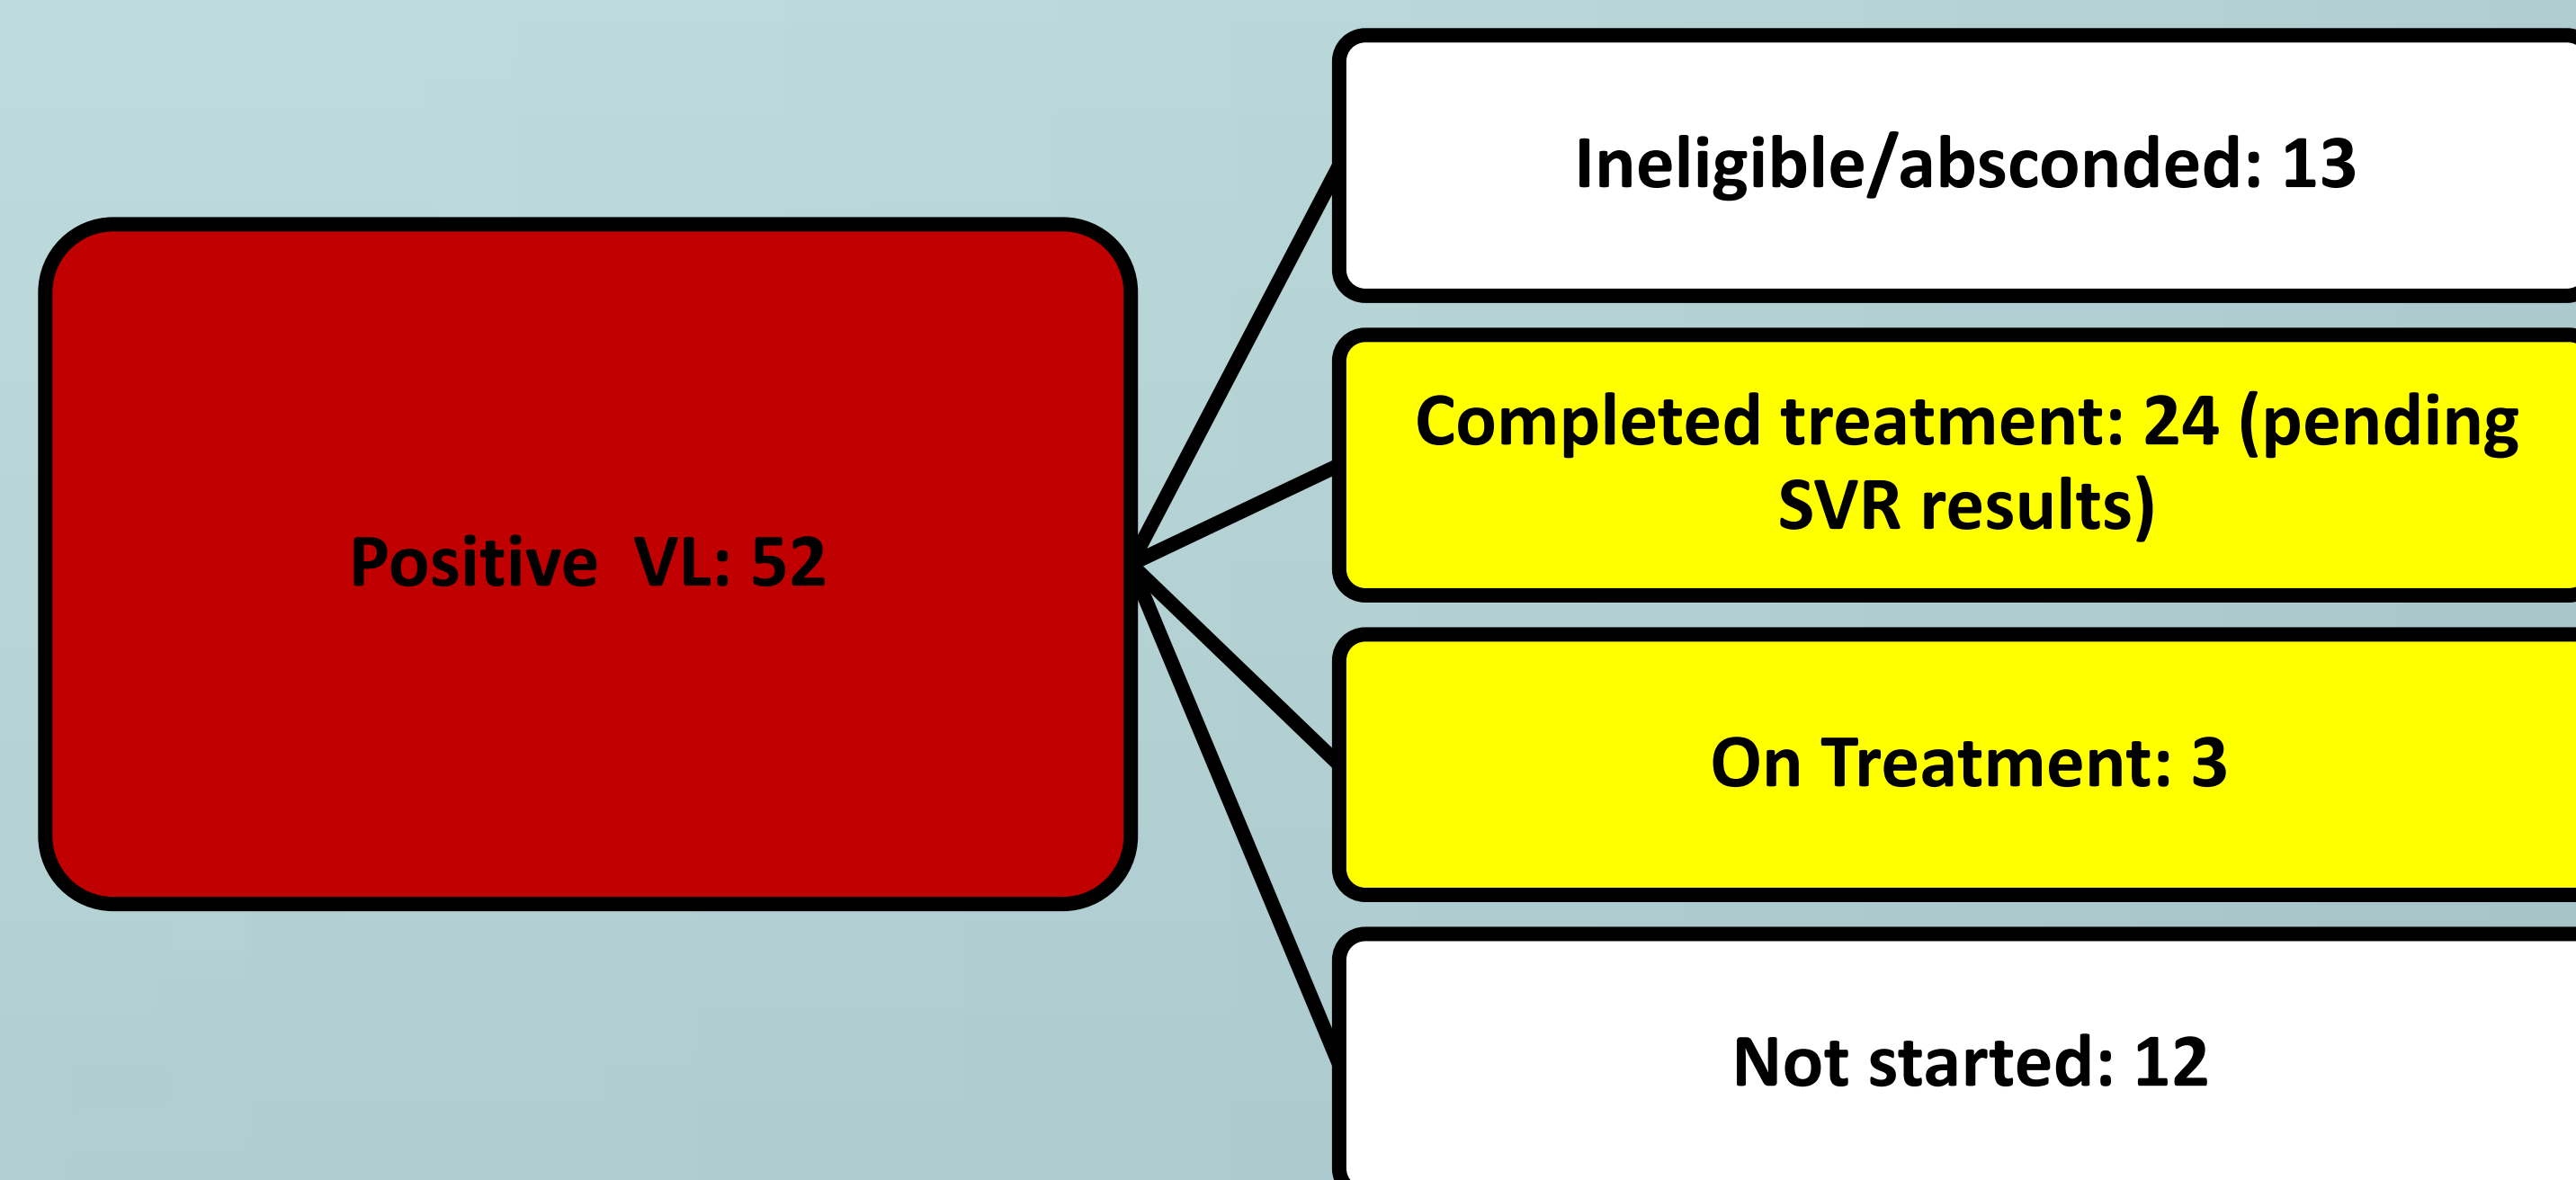 Ineligible/absconded: 13
Positive VL: 52
Completed treatment: 24 (pending
SVR results)
On Treatment: 3
Not started: 12